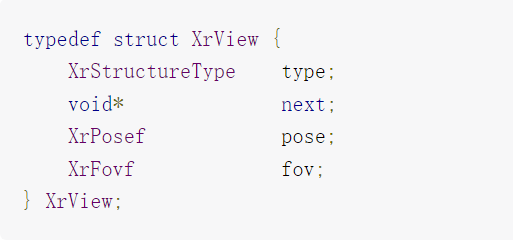 typedef struct XrView {
    XrStructureType    type;
    void*              next;
    XrPosef            pose;
    XrFovf             fov;
} XrView;